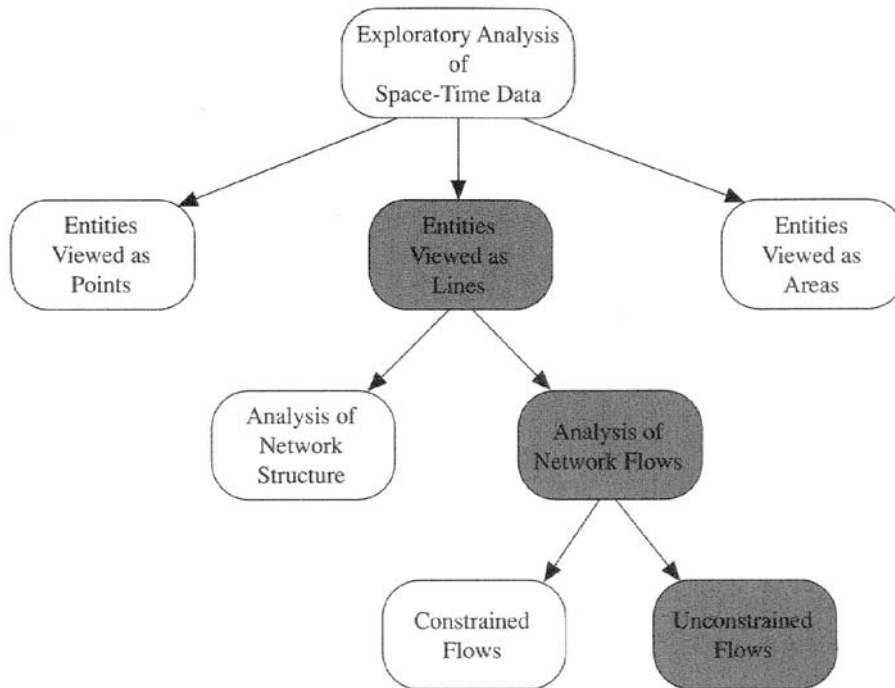 Exploratory Analysis
of
Space-Time Data
Entities
Viewed as
Points
Entities
Viewed as
Lines
Entities
Viewed as
Areas
Analysis of
Network
Structure
Analysis of
Network Flows
Constrained
Flows
Unconstrained
Flows